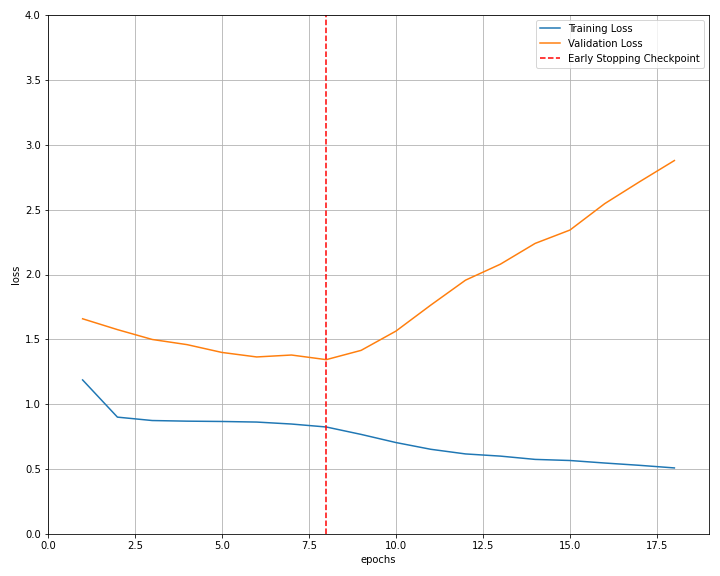 4.0
3.5
3.0
2.5
2.0
1.5
1.0
0.5
0.0
loss
0.0 2.5 5.0 7.5 10.0 12.5 15.0 17.5
epochs
Training Loss
Validation Loss
Early Stopping Checkpoint